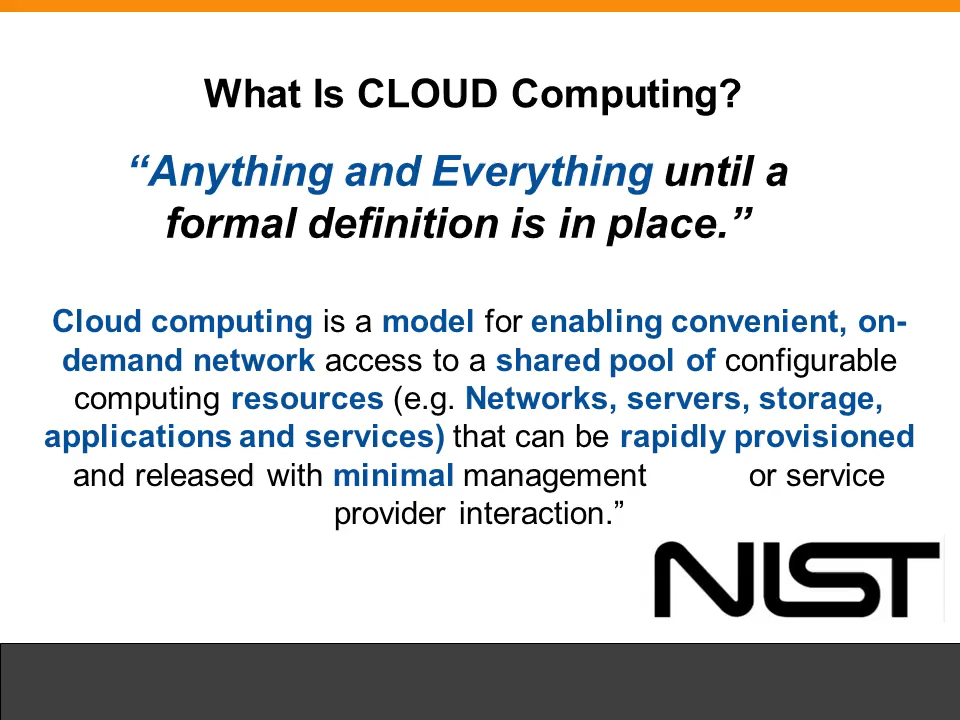 What Is CLOUD Computing?
“Anything and Everything until a
formal definition is in place.”
Cloud computing is a model for enabling convenient, on-
demand network access to a shared pool of configurable
computing resources (e.g. Networks, servers, storage,
applications and services) that can be rapidly provisioned
and released with minimal management or service
provider interaction.”
NIST